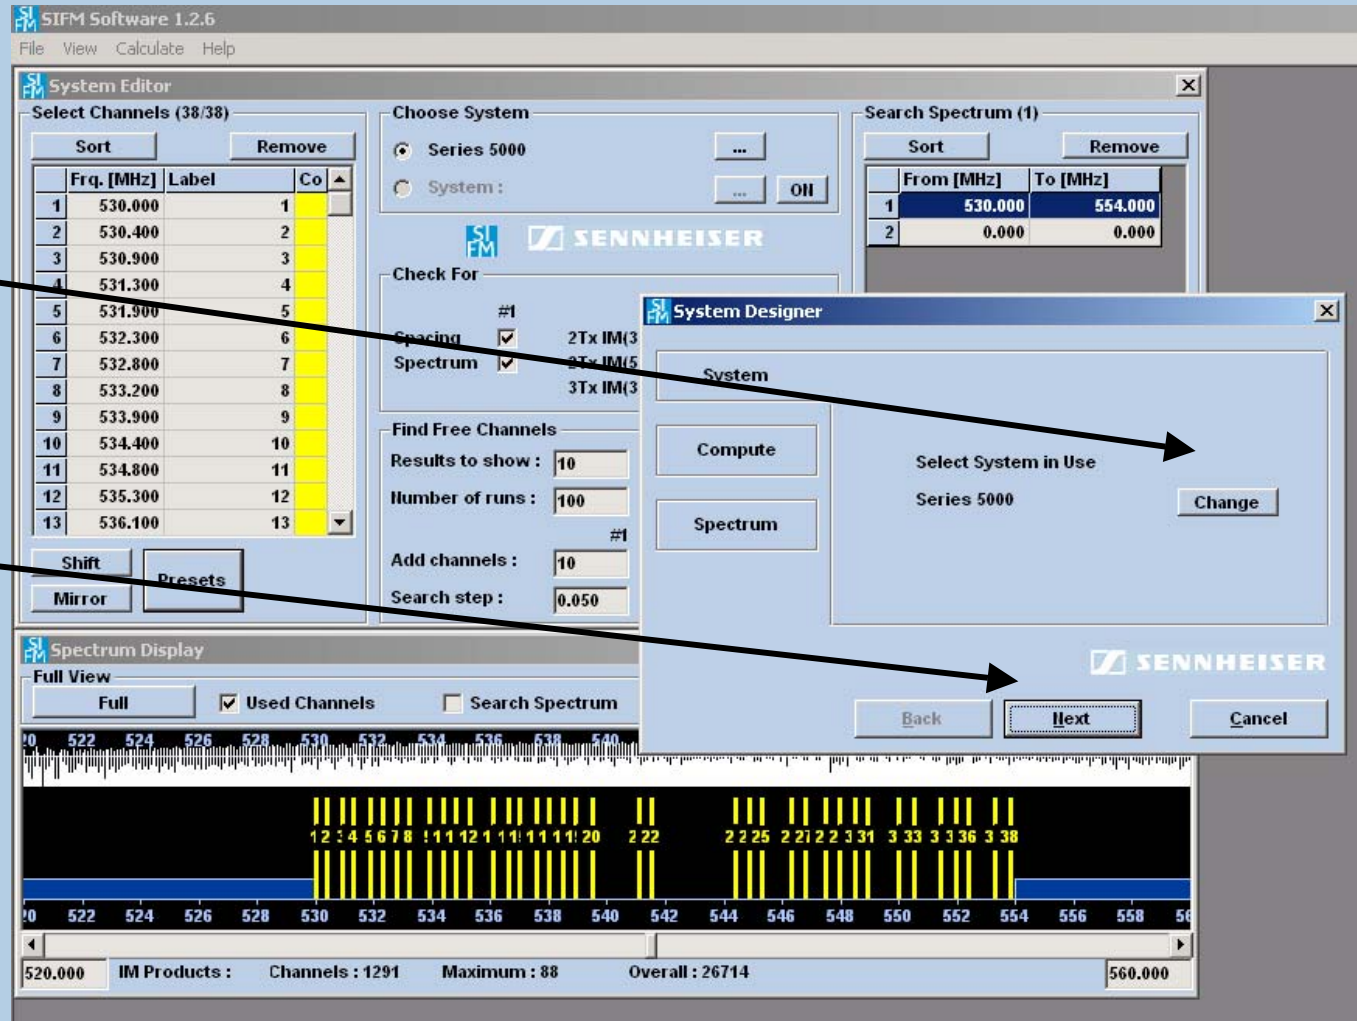 SIFM Software 1.2.6
File View Calculate Help
System Editor
Select Channels (38/38)
Sort Remove
Frq. [MHz] Label Co
1 530.000 1
2 530.400 2
3 530.900 3
4 531.300 4
5 531.900 5
6 532.300 6
7 532.800 7
8 533.200 8
9 533.900 9
10 534.400 10
11 534.800 11
12 535.300 12
13 536.100 13
Shift
Mirror
Presets
Choose System
Series 5000 ...
System : ... ON
SI FM SENNHEISER
Check For
#1
Spacing 2Tx IM(3
Spectrum 2Tx IM(5
3Tx IM(3
Find Free Channels
Results to show : 10
Number of runs : 100
#1
Add channels : 10
Search step : 0.050
Search Spectrum (1)
Sort Remove
From [MHz] To [MHz]
1 530.000 554.000
2 0.000 0.000
System Designer
System
Compute
Spectrum
Select System in Use
Series 5000 Change
SENNHEISER
Back Next Cancel
Spectrum Display
Full View
Full Used Channels Search Spectrum
522 524 526 528 530 532 534 536 538 540
522 524 526 528 530 532 534 536 538 540 542 544 546 548 550 552 554 556 558
520.000 IM Products : Channels : 1291 Maximum : 88 Overall : 26714 560.000